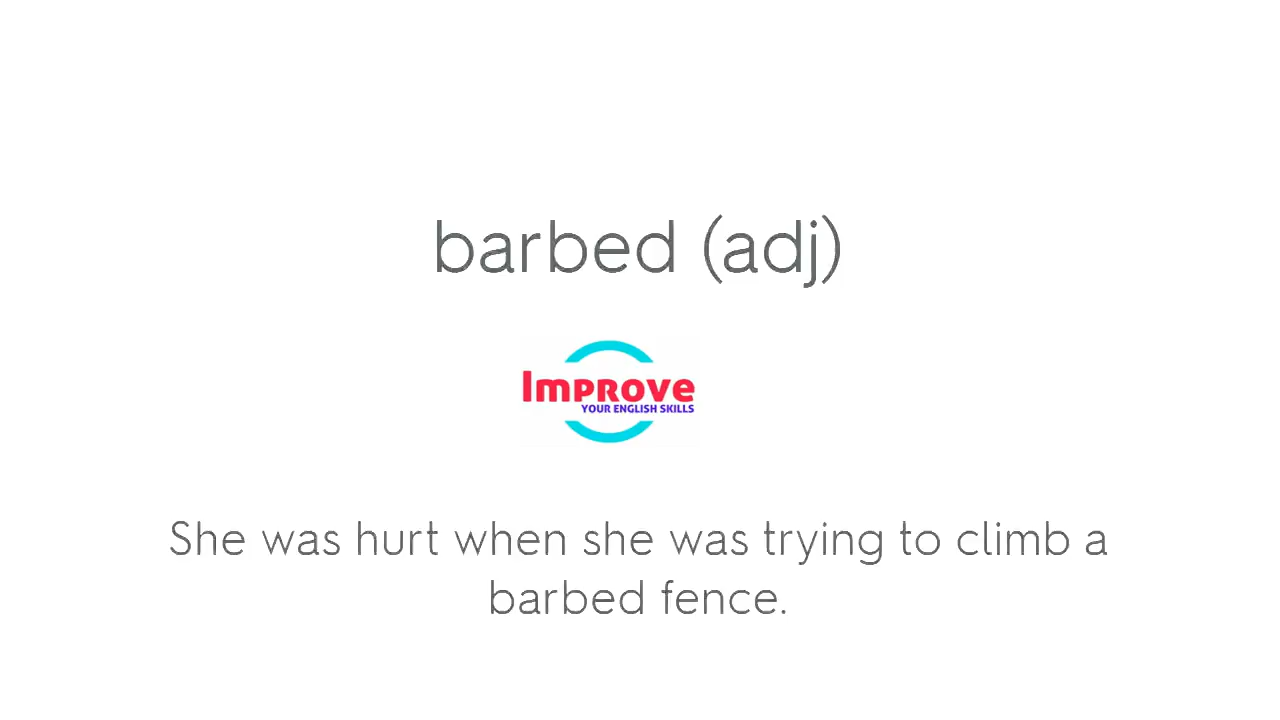 barbed (adj)
Improve
YOUR ENGLISH SKILLS
She was hurt when she was trying to climb a
barbed fence.